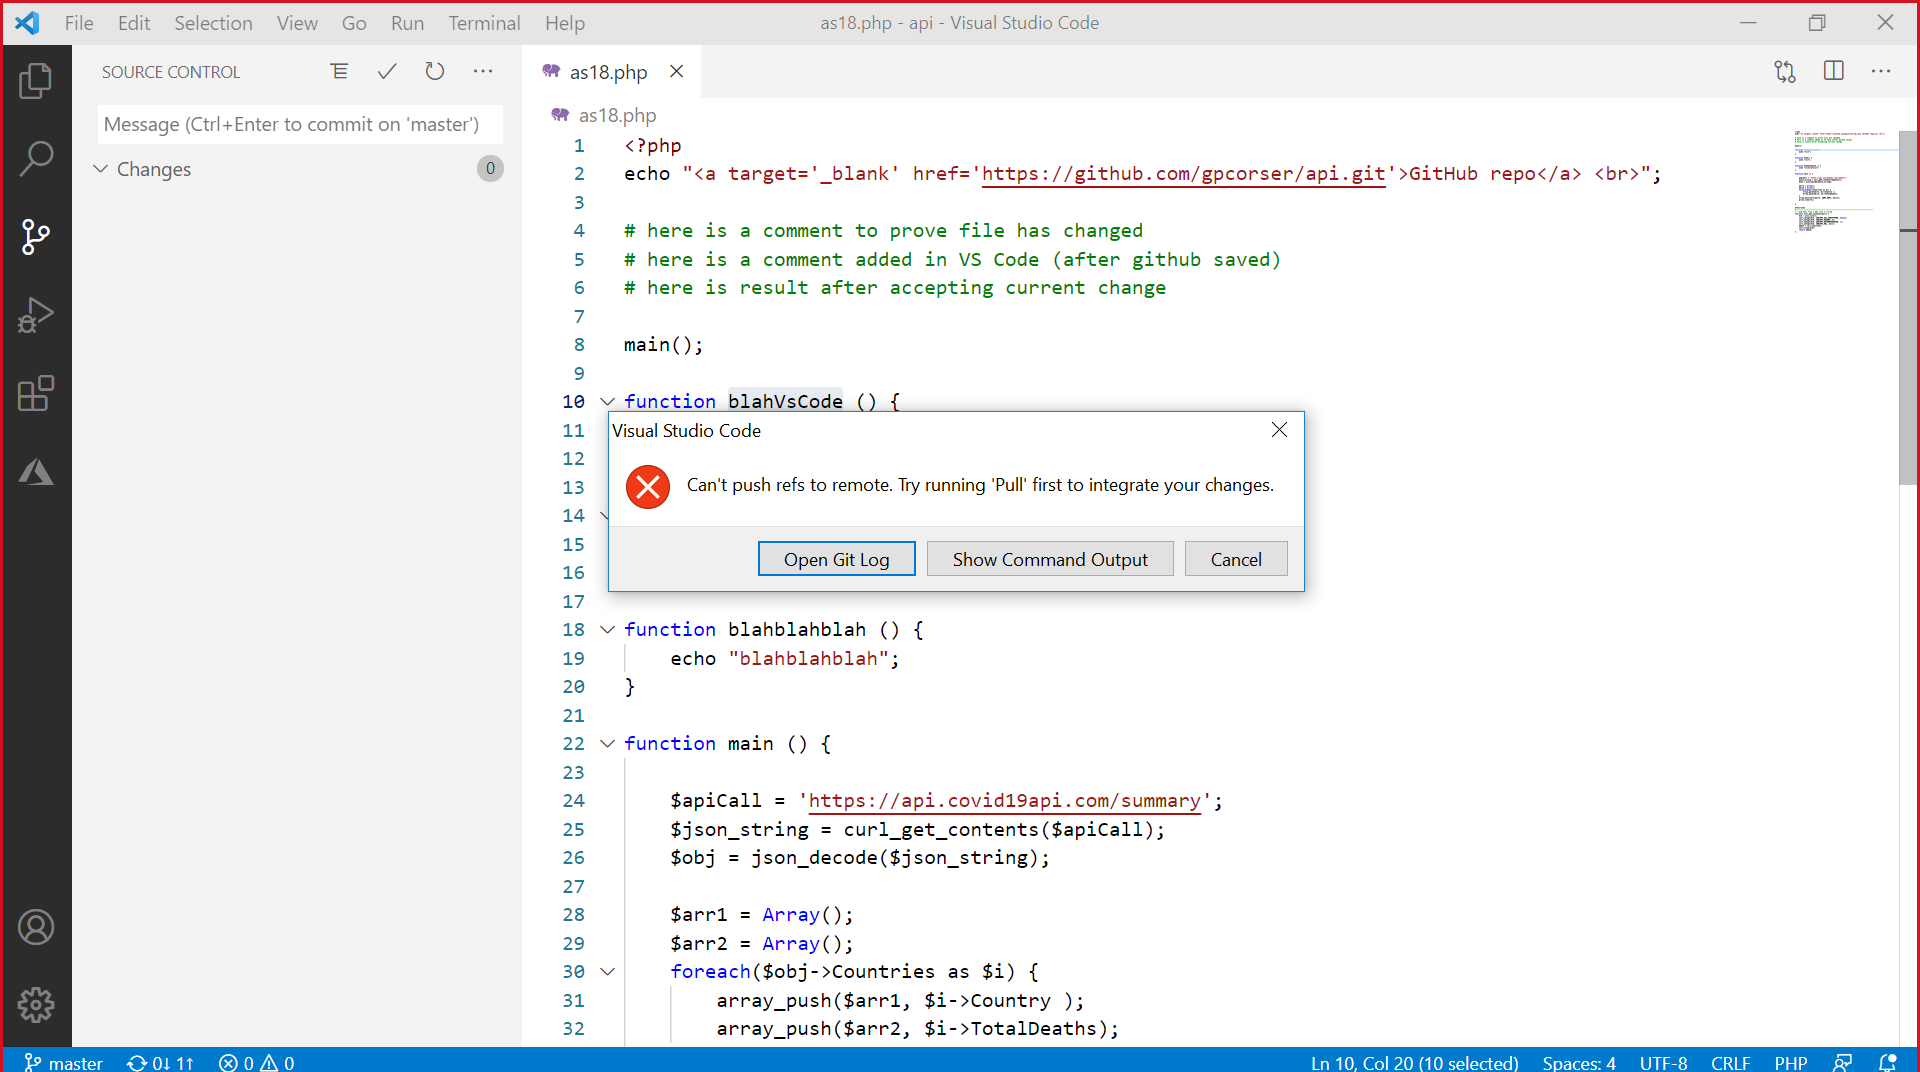 File Edit Selection View Go Run Terminal Help
as18.php - api - Visual Studio Code
SOURCE CONTROL
Message (Ctrl+Enter to commit on 'master')
Changes 0
as18.php
as18.php
1 <?php
2 echo "<a target='_blank' href='https://github.com/gpcorser/api.git'>GitHub repo</a> <br>";
3
4 # here is a comment to prove file has changed
5 # here is a comment added in VS Code (after github saved)
6 # here is result after accepting current change
7
8 main();
9
10 function blahVsCode () {
11
12
13
14
15
16
17
Visual Studio Code
Can't push refs to remote. Try running 'Pull' first to integrate your changes.
Open Git Log Show Command Output Cancel
18 function blahblahblah () {
19 echo "blahblahblah";
20 }
21
22 function main () {
23
24 $apiCall = 'https://api.covid19api.com/summary';
25 $json_string = curl_get_contents($apiCall);
26 $obj = json_decode($json_string);
27
28 $arr1 = Array();
29 $arr2 = Array();
30 foreach($obj->Countries as $i) {
31 array_push($arr1, $i->Country );
32 array_push($arr2, $i->TotalDeaths);
master 0↓ 1↑ 0 0
Ln 10, Col 20 (10 selected) Spaces: 4 UTF-8 CRLF PHP